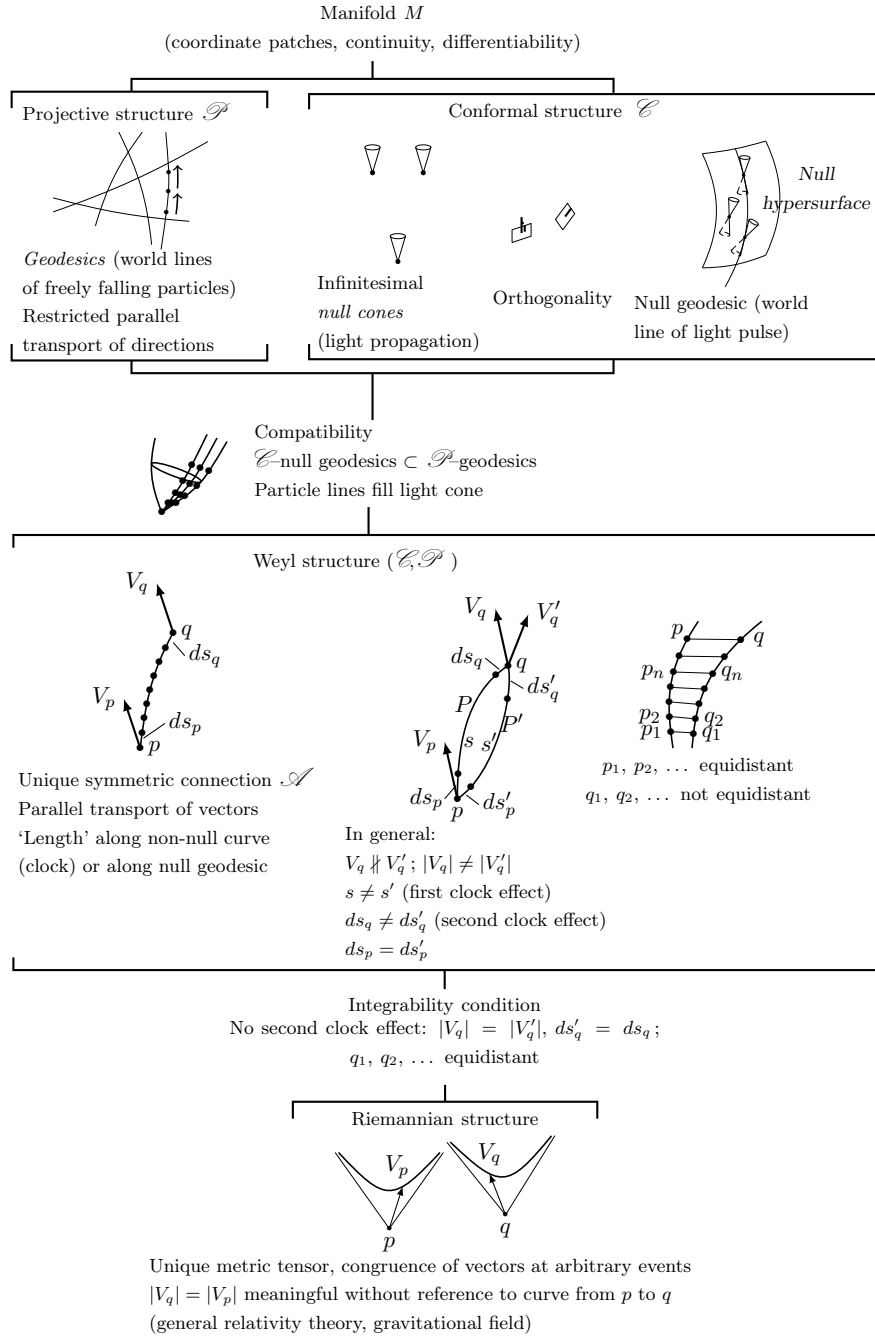 Manifold M
(coordinate patches, continuity, differentiability)
Projective structure 𝒫
Geodesics (world lines
of freely falling particles)
Restricted parallel
transport of directions
Conformal structure 𝒞
Infinitesimal
null cones
(light propagation)
Orthogonality
Null
hypersurface
Null geodesic (world
line of light pulse)
Compatibility
𝒞–null geodesics ⊂ 𝒫–geodesics
Particle lines fill light cone
Weyl structure (𝒞, 𝒫 )
V_q
q
ds_q
V_p
ds_p
p
Unique symmetric connection 𝒜
Parallel transport of vectors
‘Length’ along non-null curve
(clock) or along null geodesic
V_q
V′_q
ds_q
q
ds′_q
P
P′
V_p
s
s′
ds_p
p
ds′_p
In general:
V_q ∦ V′_q ; |V_q| ≠ |V′_q|
s ≠ s′ (first clock effect)
ds_q ≠ ds′_q (second clock effect)
ds_p = ds′_p
p
q
p_n
q_n
p_2
q_2
p_1
q_1
p_1, p_2, … equidistant
q_1, q_2, … not equidistant
Integrability condition
No second clock effect: |V_q| = |V′_q|, ds′_q = ds_q ;
q_1, q_2, … equidistant
Riemannian structure
V_p
V_q
p
q
Unique metric tensor, congruence of vectors at arbitrary events
|V_q| = |V_p| meaningful without reference to curve from p to q
(general relativity theory, gravitational field)